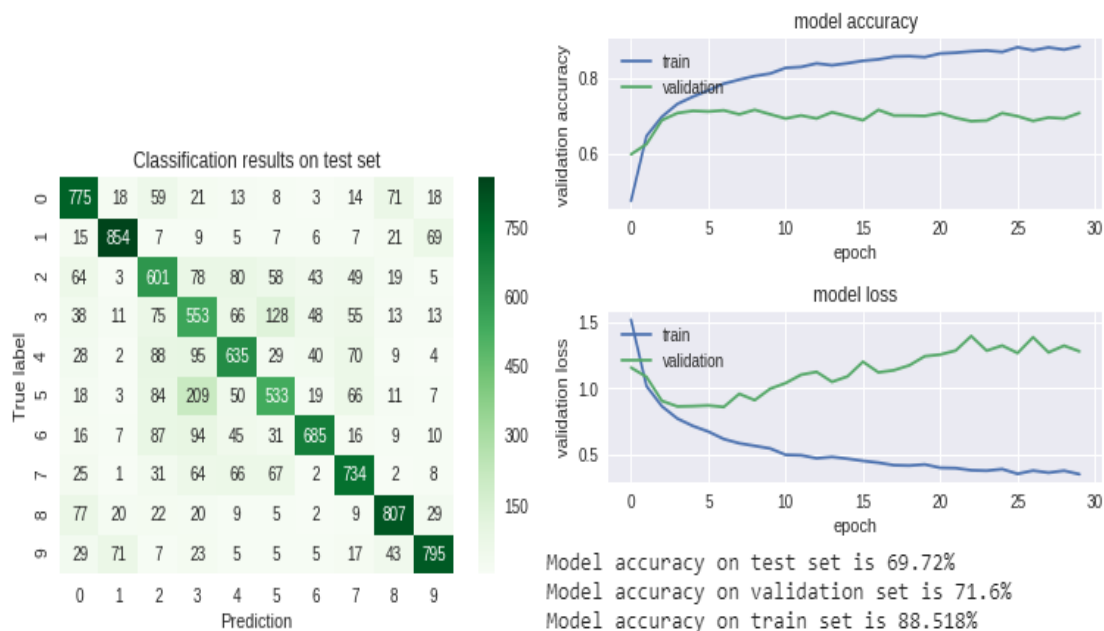 Classification results on test set
True label
0 775 18 59 21 13 8 3 14 71 18
1 15 854 7 9 5 7 6 7 21 69
2 64 3 601 78 80 58 43 49 19 5
3 38 11 75 553 66 128 48 55 13 13
4 28 2 88 95 635 29 40 70 9 4
5 18 3 84 209 50 533 19 66 11 7
6 16 7 87 94 45 31 685 16 9 10
7 25 1 31 64 66 67 2 734 2 8
8 77 20 22 20 9 5 2 9 807 29
9 29 71 7 23 5 5 5 17 43 795
0 1 2 3 4 5 6 7 8 9
Prediction
750
600
450
300
150
model accuracy
validation accuracy
0.8
0.6
train
validation
0 5 10 15 20 25 30
epoch
model loss
validation loss
1.5
1.0
0.5
train
validation
0 5 10 15 20 25 30
epoch
Model accuracy on test set is 69.72%
Model accuracy on validation set is 71.6%
Model accuracy on train set is 88.518%